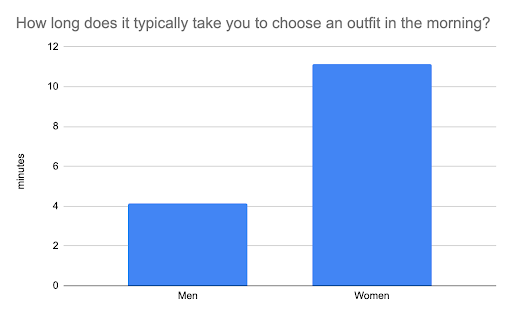 How long does it typically take you to choose an outfit in the morning?
12
10
8
6
4
2
0
minutes
Men Women